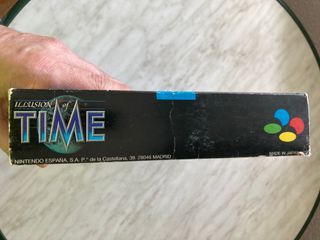 ILLUSION of
TIME
NINTENDO ESPAÑA, S.A. P.º de la Castellana, 39. 28046 MADRID
MADE IN JAPAN